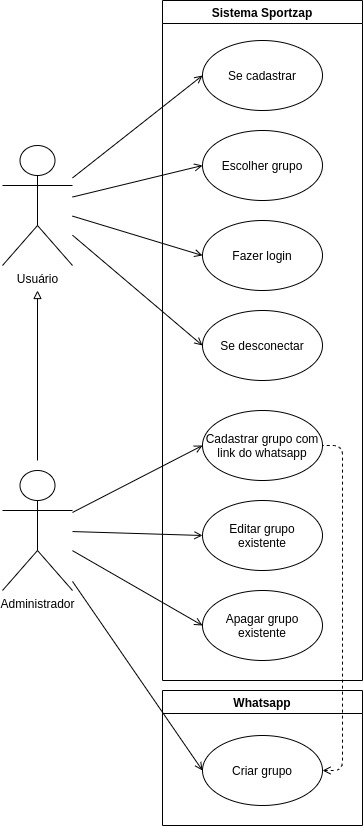 Sistema Sportzap
Se cadastrar
Escolher grupo
Fazer login
Usuário
Se desconectar
Cadastrar grupo com
link do whatsapp
Editar grupo
existente
Administrador
Apagar grupo
existente
Whatsapp
Criar grupo